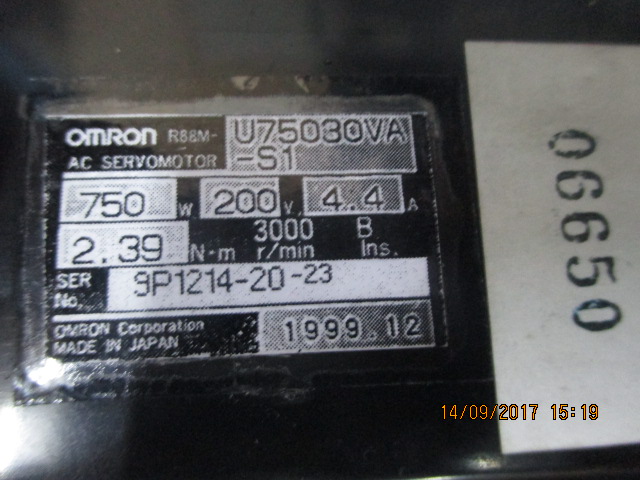 OMRON R88M- U75030VA
AC SERVOMOTOR -S1
750 W 200 V 4.4 A
2.39 N·m 3000 r/min B Ins.
SER No. 9P1214-20-23
OMRON Corporation
MADE IN JAPAN 1999.12
06650
14/09/2017 15:19